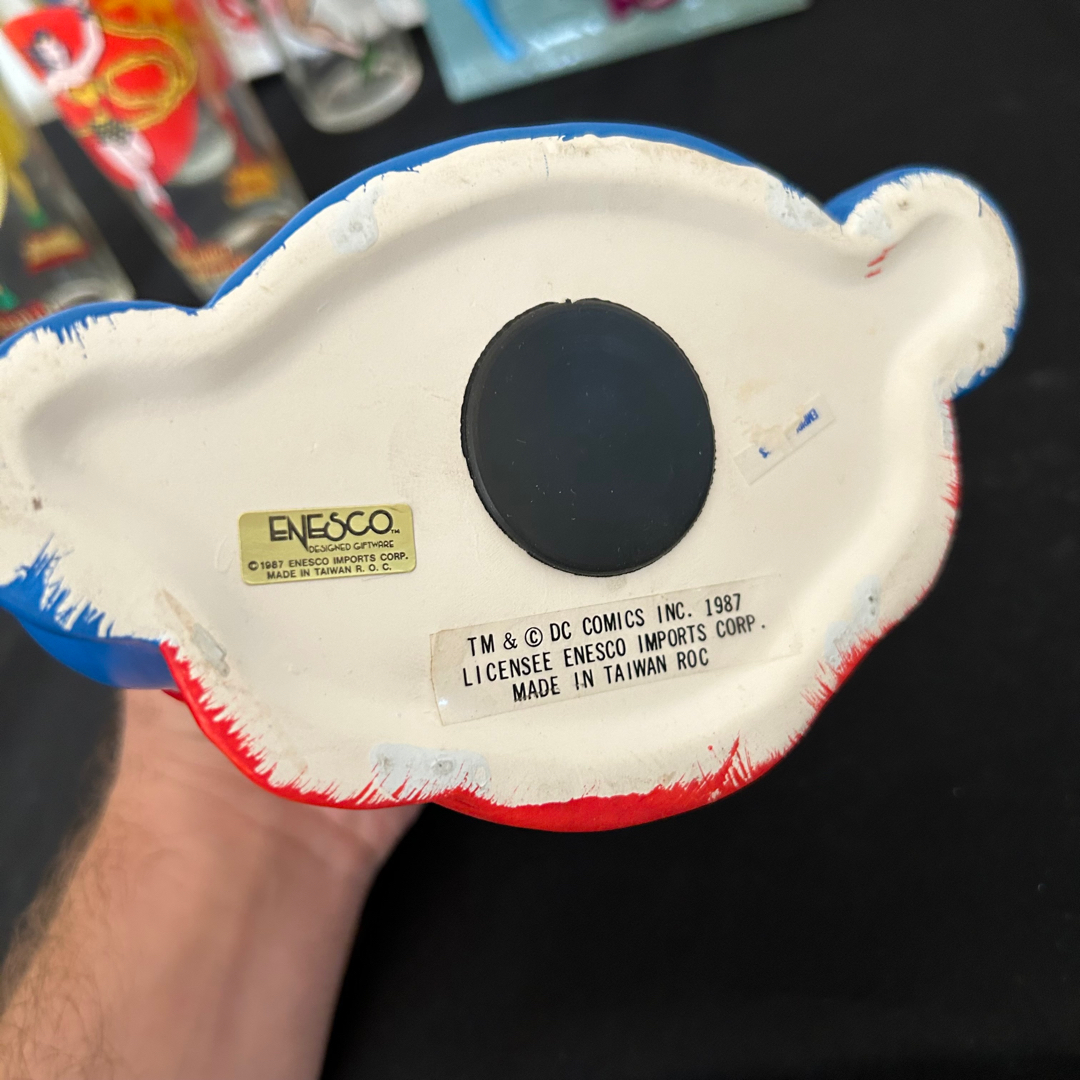 ENESCO™
DESIGNED GIFTWARE
© 1987 ENESCO IMPORTS CORP.
MADE IN TAIWAN R. O. C.
TM & © DC COMICS INC. 1987
LICENSEE ENESCO IMPORTS CORP.
MADE IN TAIWAN ROC